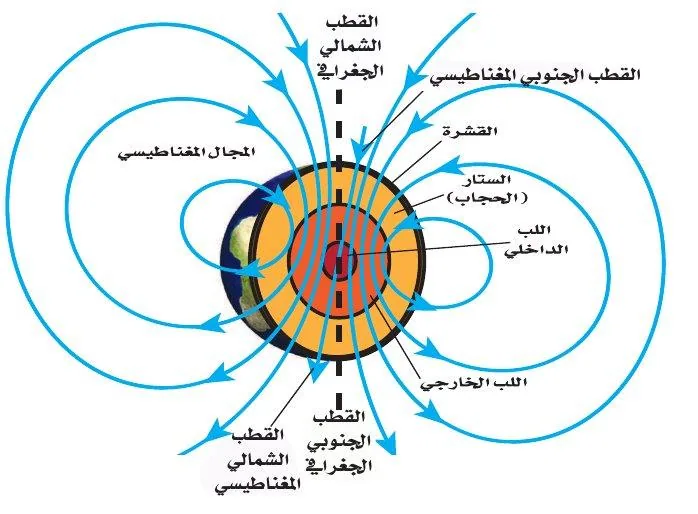 القطب
الشمالي
الجغرافي
القطب الجنوبي المغناطيسي
القشرة
المجال المغناطيسي
الستار
(الحجاب)
اللب
الداخلي
اللب الخارجي
القطب
الجنوبي
الجغرافي
القطب
الشمالي
المغناطيسي